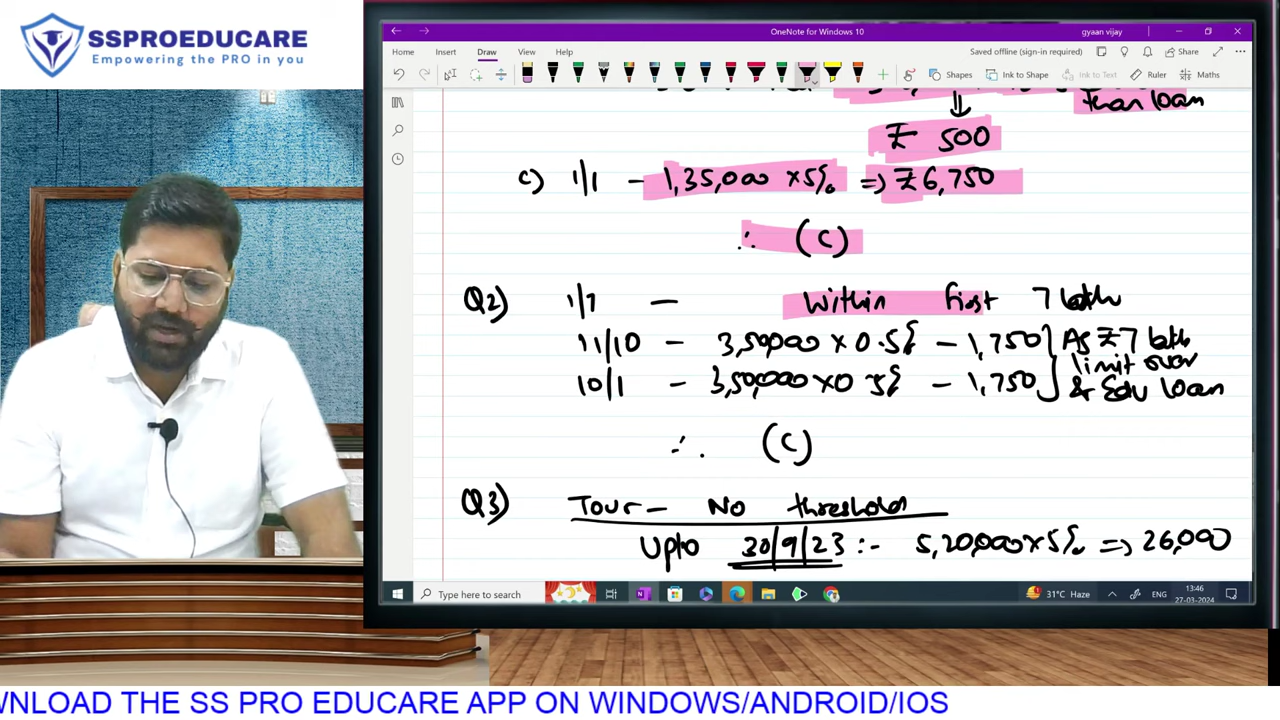 SSPROEDUCARE
Empowering the PRO in you
OneNote for Windows 10
gyaan vijay
Home Insert Draw View Help
Saved offline (sign-in required)
Share
Shapes
Ink to Shape
Ink to Text
Ruler
Maths
than loan
₹ 500
c) 1/1 - 1,35,000 x5% => ₹6,750
∴ (C)
Q2) 1/7 - within first 7 lakh
11/10 - 3,50,000 x 0.5% - 1,750 } As ₹7 lakh
limit over
10/1 - 3,50,000 x 0.5% - 1,750 & Edu loan
∴ (C)
Q3) Tour - No threshold
Upto 30/9/23 :- 5,20,000x5% => 26,000
Type here to search
31°C Haze
ENG
13:46
27-03-2024
WNLOAD THE SS PRO EDUCARE APP ON WINDOWS/ANDROID/IOS